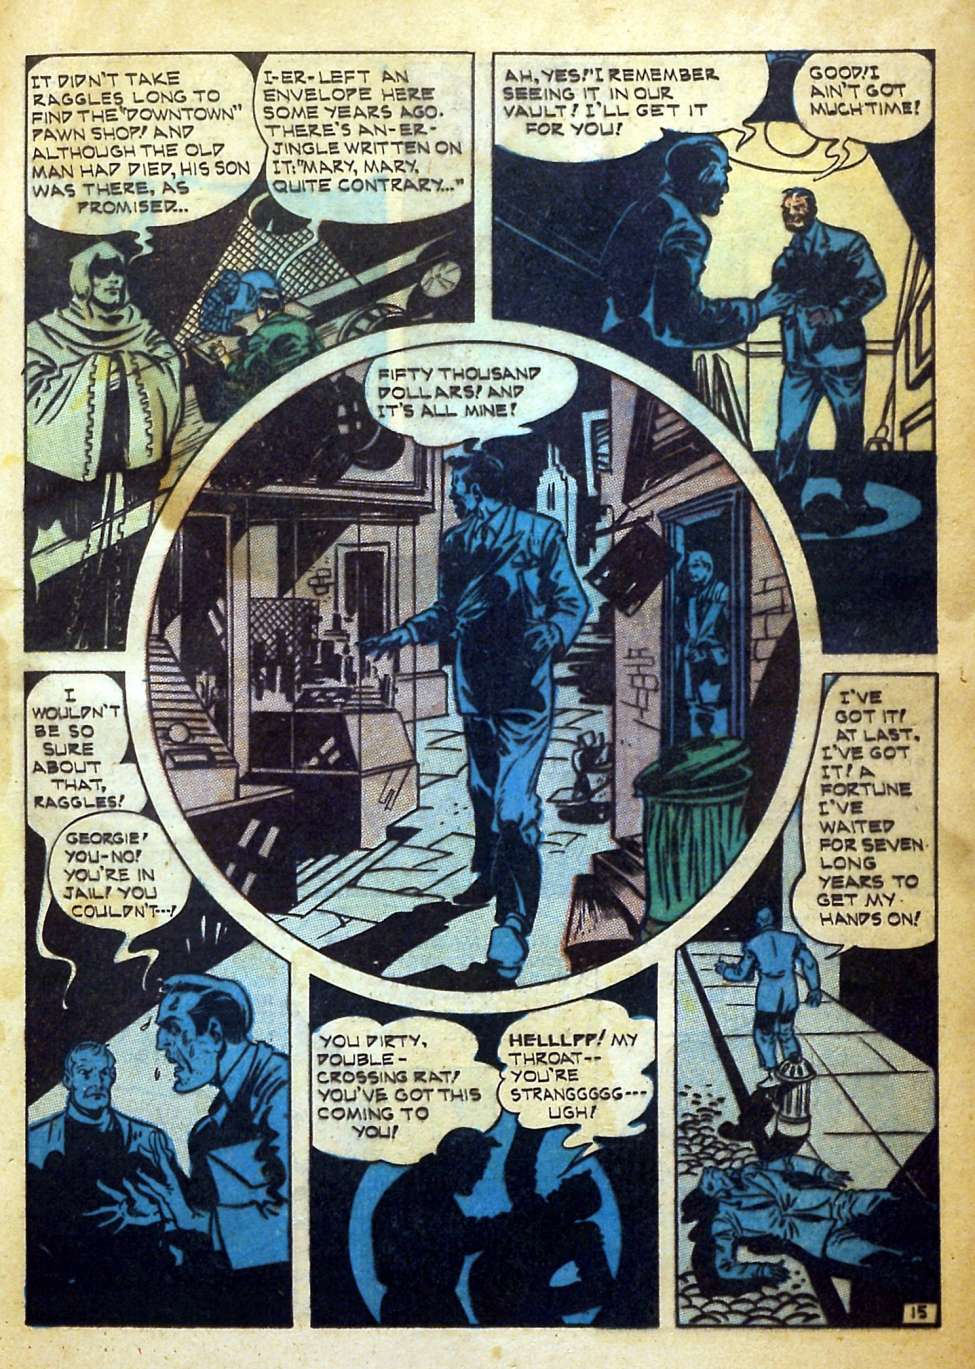 IT DIDN'T TAKE
RAGGLES LONG TO
FIND THE "DOWNTOWN"
PAWN SHOP! AND
ALTHOUGH THE OLD
MAN HAD DIED, HIS SON
WAS THERE, AS
PROMISED...
I-ER-LEFT AN
ENVELOPE HERE
SOME YEARS AGO.
THERE'S AN-ER-
JINGLE WRITTEN ON
IT: "MARY, MARY,
QUITE CONTRARY..."
AH, YES! I REMEMBER
SEEING IT IN OUR
VAULT! I'LL GET IT
FOR YOU!
GOOD! I
AIN'T GOT
MUCH TIME!
FIFTY THOUSAND
DOLLARS! AND
IT'S ALL MINE!
I
WOULDN'T
BE SO
SURE
ABOUT
THAT,
RAGGLES!
GEORGIE!
YOU-NO!
YOU'RE IN
JAIL! YOU
COULDN'T---!
YOU DIRTY,
DOUBLE-
CROSSING RAT!
YOU'VE GOT THIS
COMING TO
YOU!
HELLLPP! MY
THROAT--
YOU'RE
STRANGGGGG---
UGH!
I'VE
GOT IT!
AT LAST,
I'VE GOT
IT! A
FORTUNE
I'VE
WAITED
FOR SEVEN
LONG
YEARS TO
GET MY
HANDS ON!
15